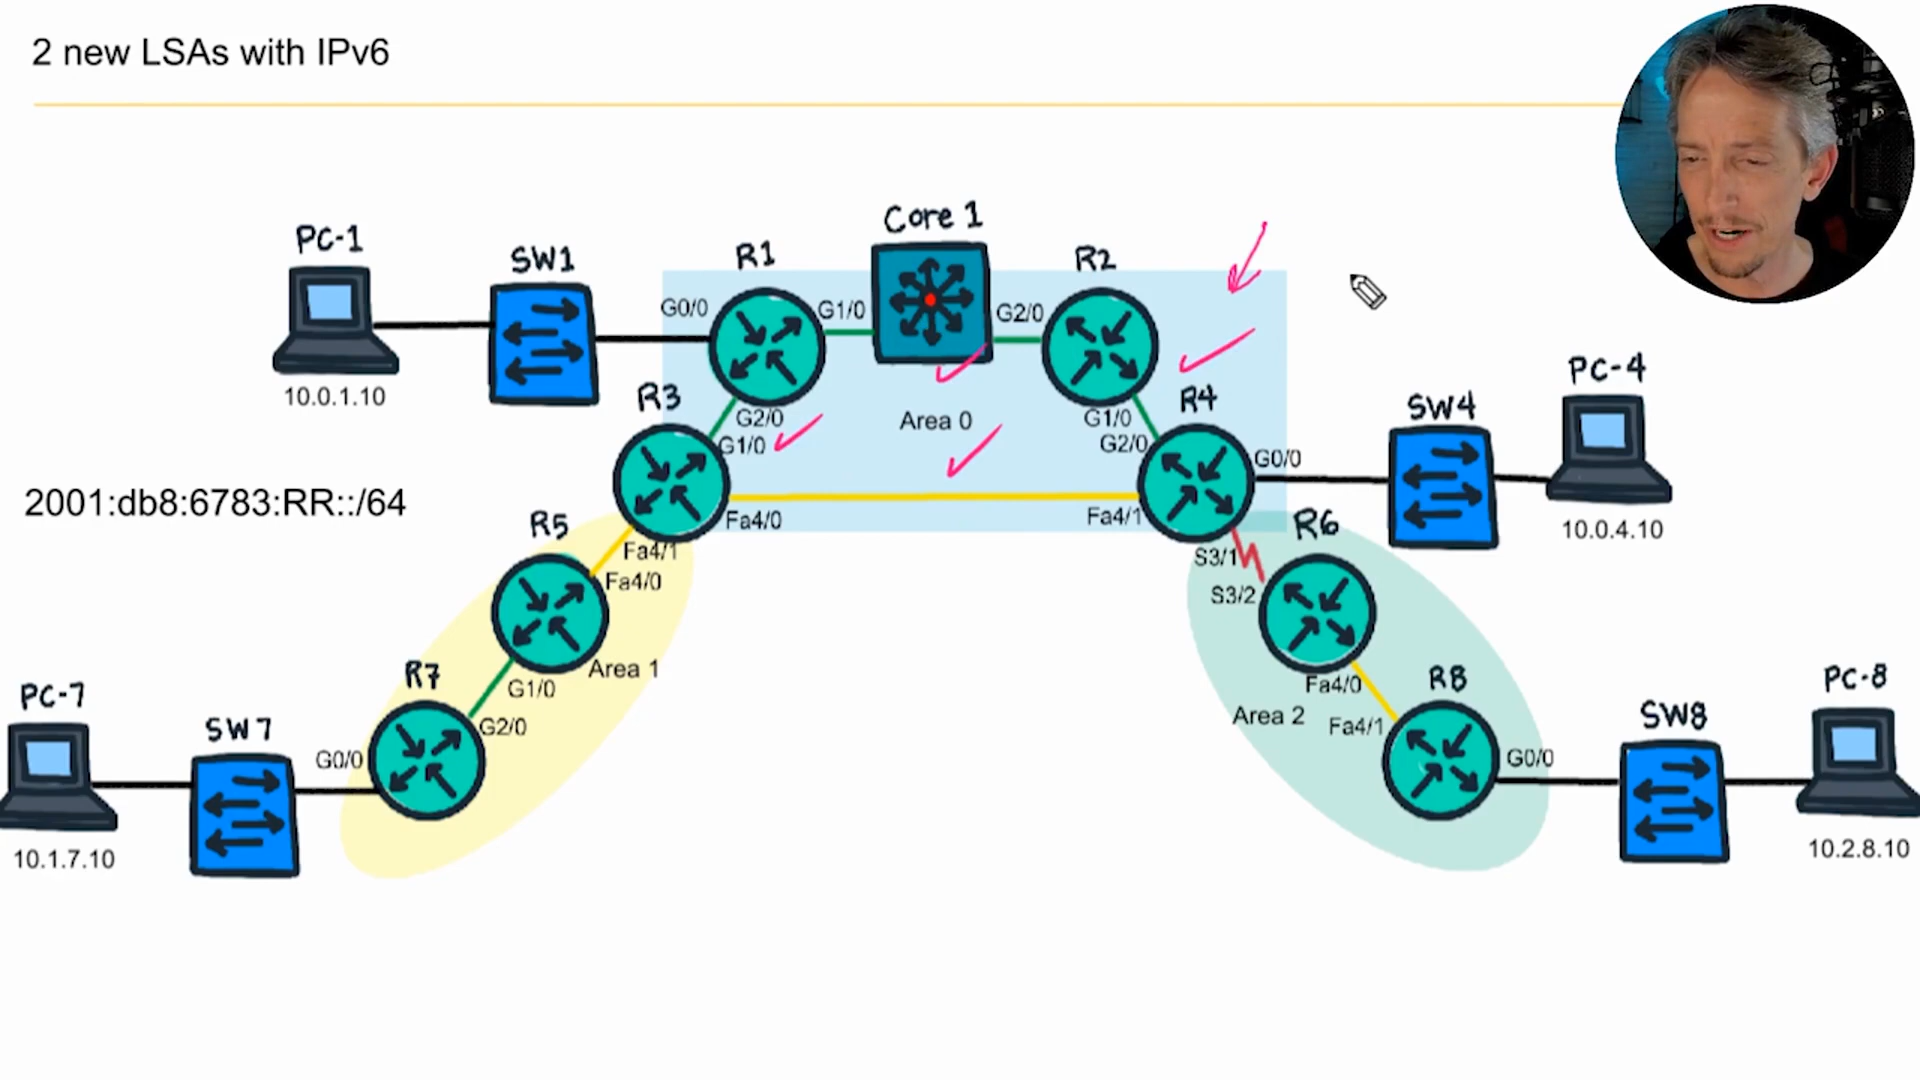 2 new LSAs with IPv6
Core 1
PC-1
SW1
R1
R2
G0/0
G1/0
G2/0
10.0.1.10
R3
R4
PC-4
SW4
G2/0
G1/0
Area 0
G1/0
G2/0
G0/0
2001:db8:6783:RR::/64
R5
Fa4/0
Fa4/1
R6
10.0.4.10
Fa4/1
Fa4/0
S3/1
S3/2
Area 1
R7
G1/0
G2/0
Fa4/0
Area 2
Fa4/1
R8
PC-7
SW7
G0/0
G0/0
SW8
PC-8
10.1.7.10
10.2.8.10